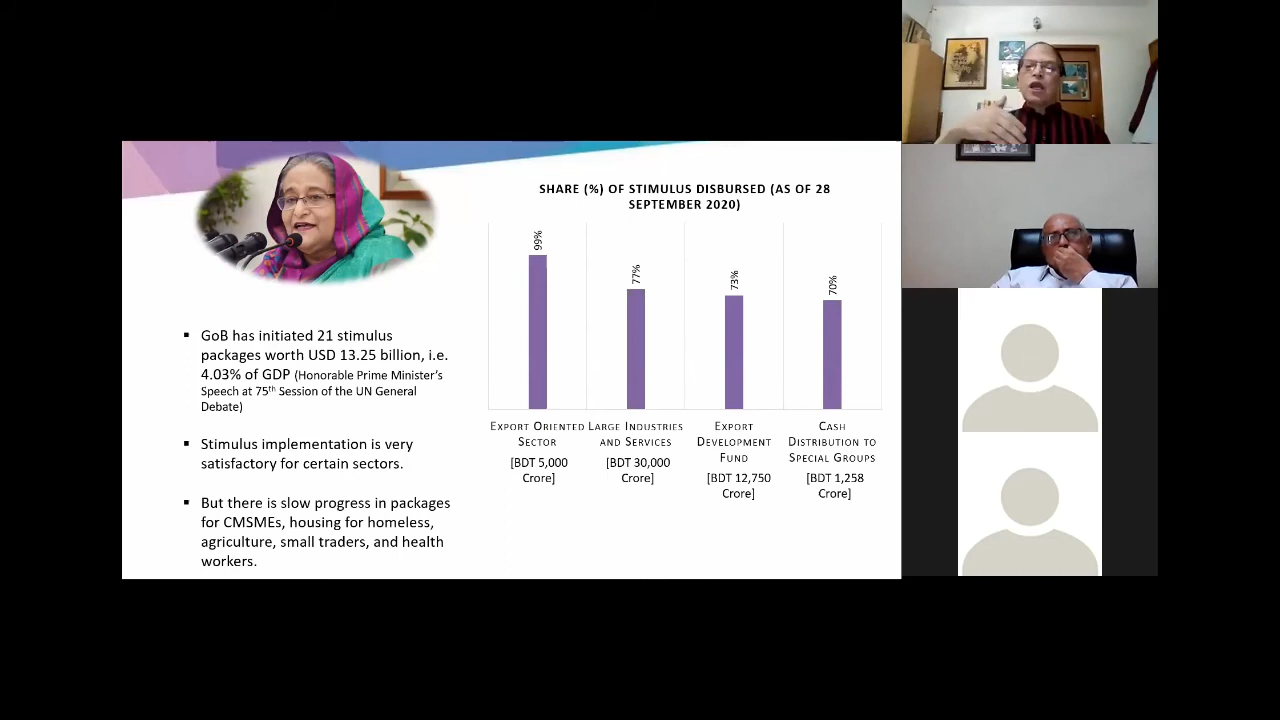 SHARE (%) OF STIMULUS DISBURSED (AS OF 28
SEPTEMBER 2020)
99%
77%
73%
70%
EXPORT ORIENTED
SECTOR
[BDT 5,000
Crore]
LARGE INDUSTRIES
AND SERVICES
[BDT 30,000
Crore]
EXPORT
DEVELOPMENT
FUND
[BDT 12,750
Crore]
CASH
DISTRIBUTION TO
SPECIAL GROUPS
[BDT 1,258
Crore]
▪ GoB has initiated 21 stimulus
packages worth USD 13.25 billion, i.e.
4.03% of GDP (Honorable Prime Minister's
Speech at 75th Session of the UN General
Debate)
▪ Stimulus implementation is very
satisfactory for certain sectors.
▪ But there is slow progress in packages
for CMSMEs, housing for homeless,
agriculture, small traders, and health
workers.